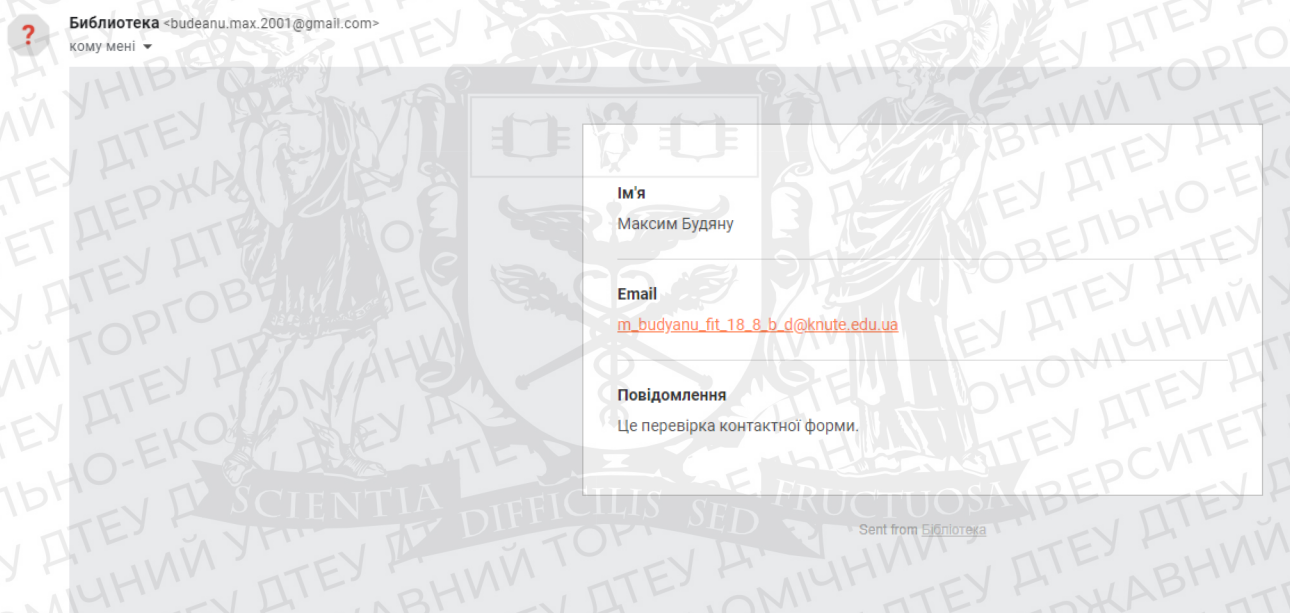 Библиотека <budeanu.max.2001@gmail.com>
кому мені
Ім'я
Максим Будяну
Email
m_budyanu_fit_18_8_b_d@knute.edu.ua
Повідомлення
Це перевірка контактної форми.
SCIENTIA DIFFICILIS SED FRUCTUOSA
Sent from Бібліотека